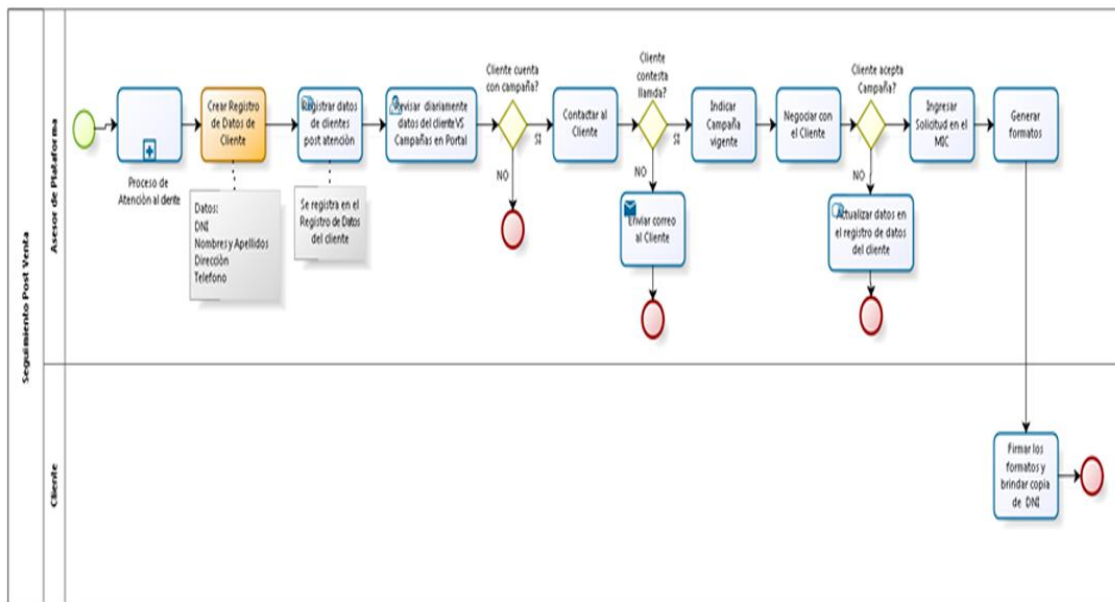 Seguimiento Post Venta
Asesor de Plataforma
Proceso de
Atención al cliente
Crear Registro
de Datos de
Cliente
Datos:
DNI
Nombres y Apellidos
Dirección
Telefono
Registrar datos
de clientes
post atención
Se registra en el
Registro de Datos
del cliente
Revisar diariamente
datos del cliente VS
Campañas en Portal
Cliente cuenta
con campaña?
SI
NO
Contactar al
Cliente
Cliente
contesta
llamda?
SI
NO
Enviar correo
al Cliente
Indicar
Campaña
vigente
Negociar con
el Cliente
Cliente acepta
Campaña?
NO
Actualizar datos en
el registro de datos
del cliente
Ingresar
Solicitud en el
MIC
Generar
formatos
Cliente
Firmar los
formatos y
brindar copia
de DNI